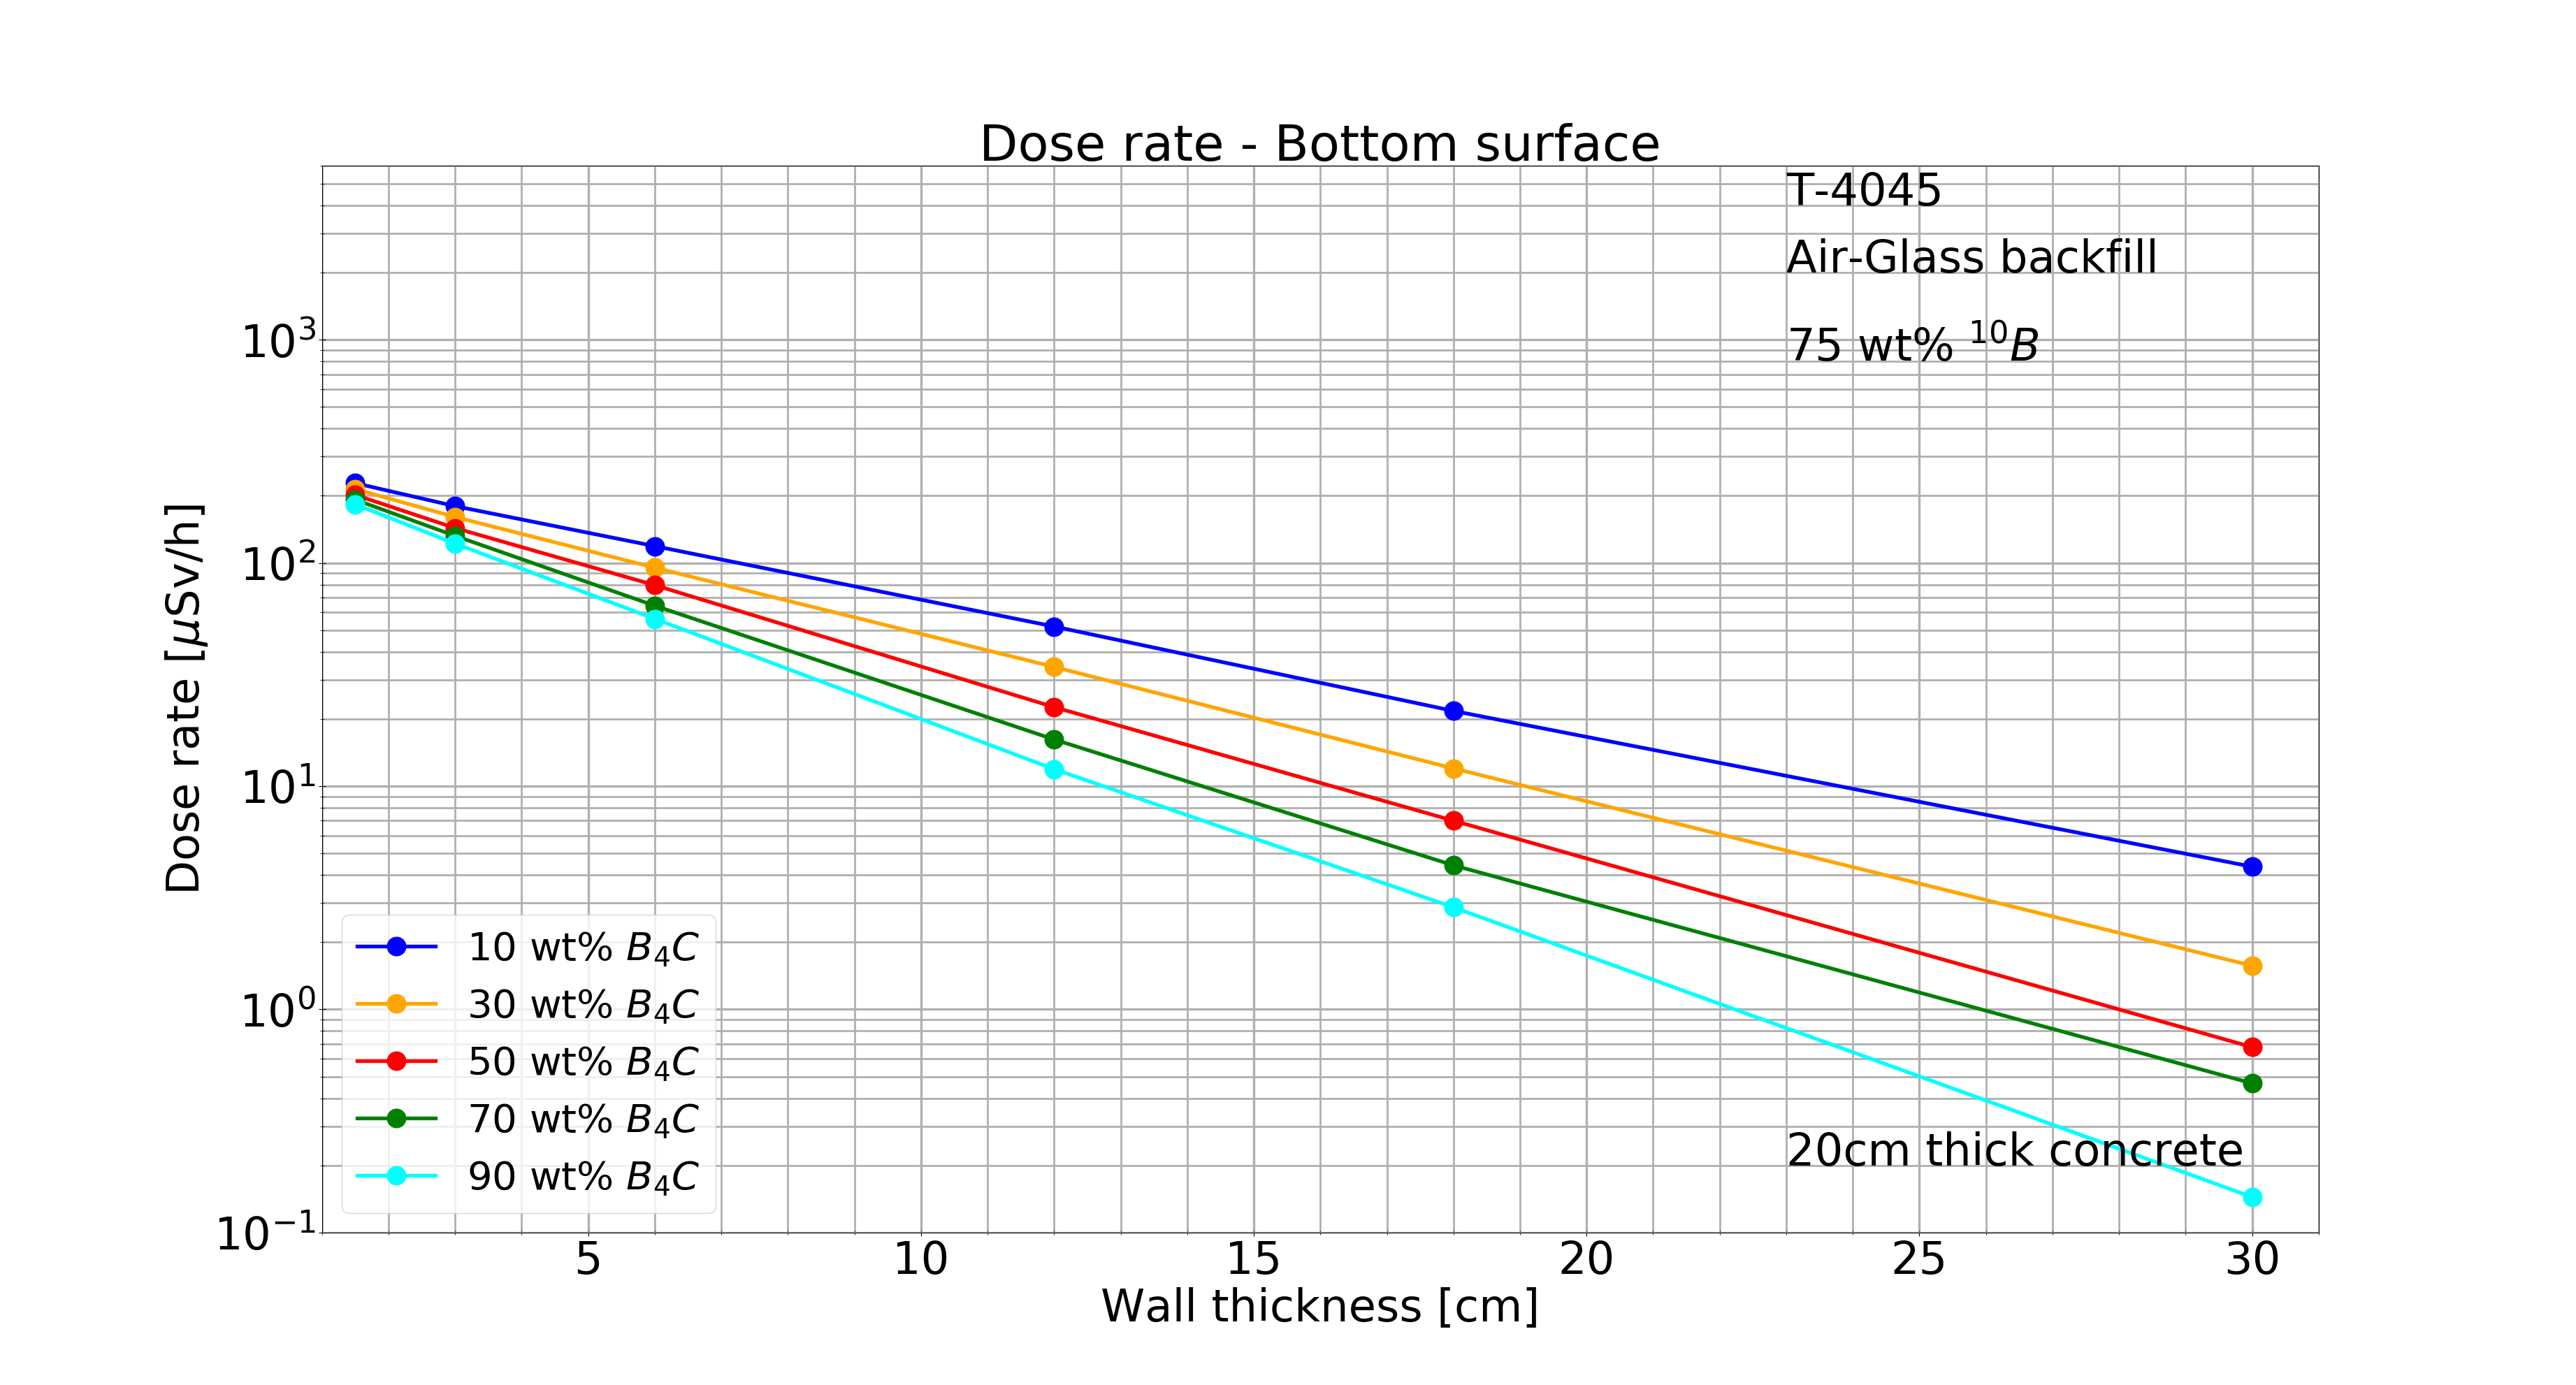 Dose rate - Bottom surface
T-4045
Air-Glass backfill
75 wt% ¹⁰B
10³
10²
10¹
10⁰
10⁻¹
Dose rate [μSv/h]
10 wt% B₄C
30 wt% B₄C
50 wt% B₄C
70 wt% B₄C
90 wt% B₄C
20cm thick concrete
5 10 15 20 25 30
Wall thickness [cm]